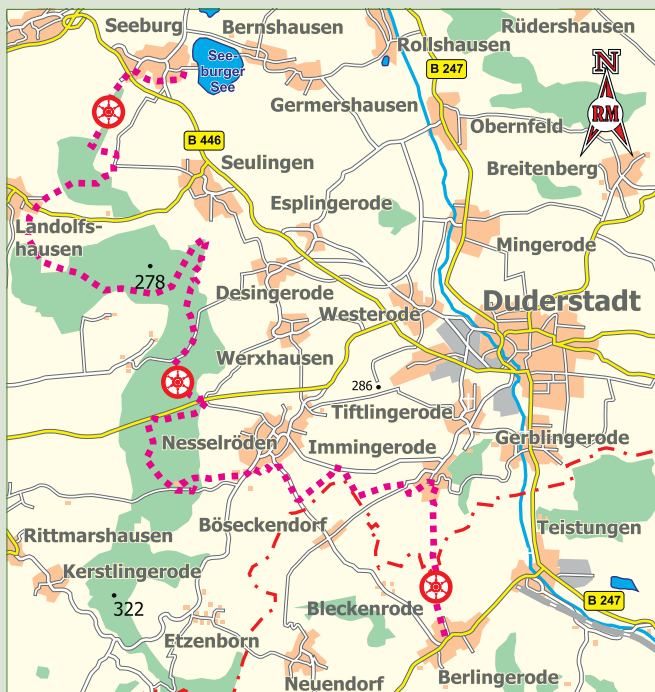 Seeburg
Bernshausen
Rüdershausen
Rollshausen
See-
burger
See
B 247
N
Germershausen
RM
Obernfeld
B 446
Seulingen
Breitenberg
Esplingerode
Landolfs-
hausen
Mingerode
278
Desingerode
Duderstadt
Westerode
Werxhausen
286
Tiftlingerode
Nesselröden
Immingerode
Gerblingerode
Böseckendorf
Teistungen
Rittmarshausen
Kerstlingerode
322
Bleckenrode
B 247
Etzenborn
Berlingerode
Neuendorf